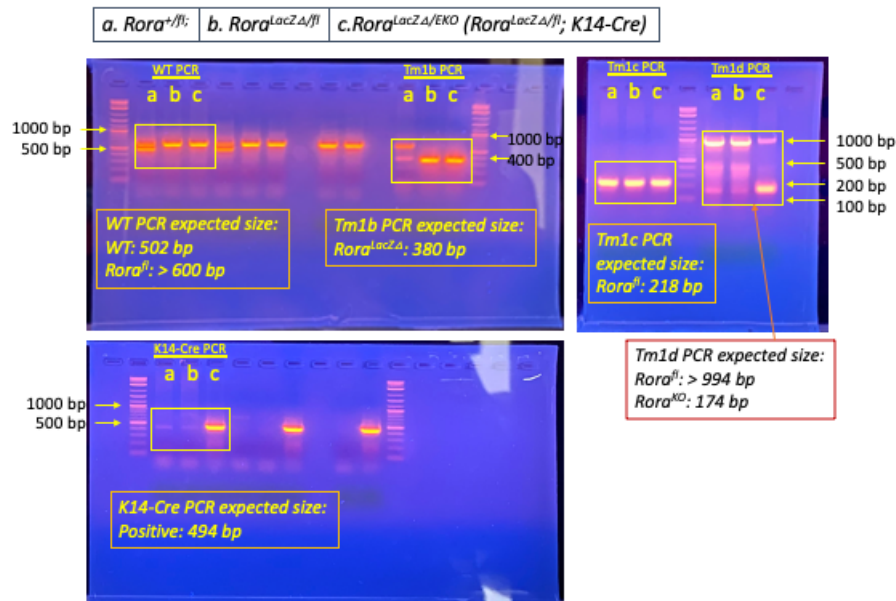 a. Rora+/fl;
b. RoraLacZΔ/fl
c.RoraLacZΔ/EKO (RoraLacZΔ/fl; K14-Cre)
WT PCR
a b c
Tm1b PCR
a b c
1000 bp
500 bp
1000 bp
400 bp
WT PCR expected size:
WT: 502 bp
Rorafl: > 600 bp
Tm1b PCR expected size:
RoraLacZΔ: 380 bp
Tm1c PCR
a b c
Tm1d PCR
a b c
1000 bp
500 bp
200 bp
100 bp
Tm1c PCR
expected size:
Rorafl: 218 bp
Tm1d PCR expected size:
Rorafl: > 994 bp
RoraKO: 174 bp
K14-Cre PCR
a b c
1000 bp
500 bp
K14-Cre PCR expected size:
Positive: 494 bp